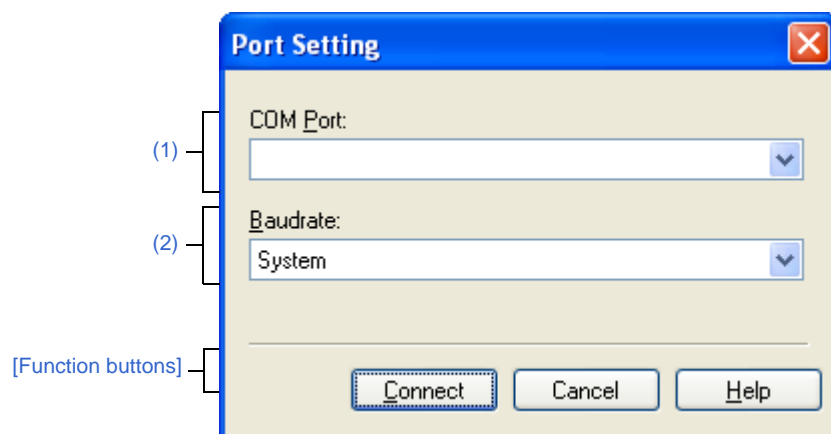 Port Setting
(1)
COM Port:
(2)
Baudrate:
System
[Function buttons]
Connect Cancel Help